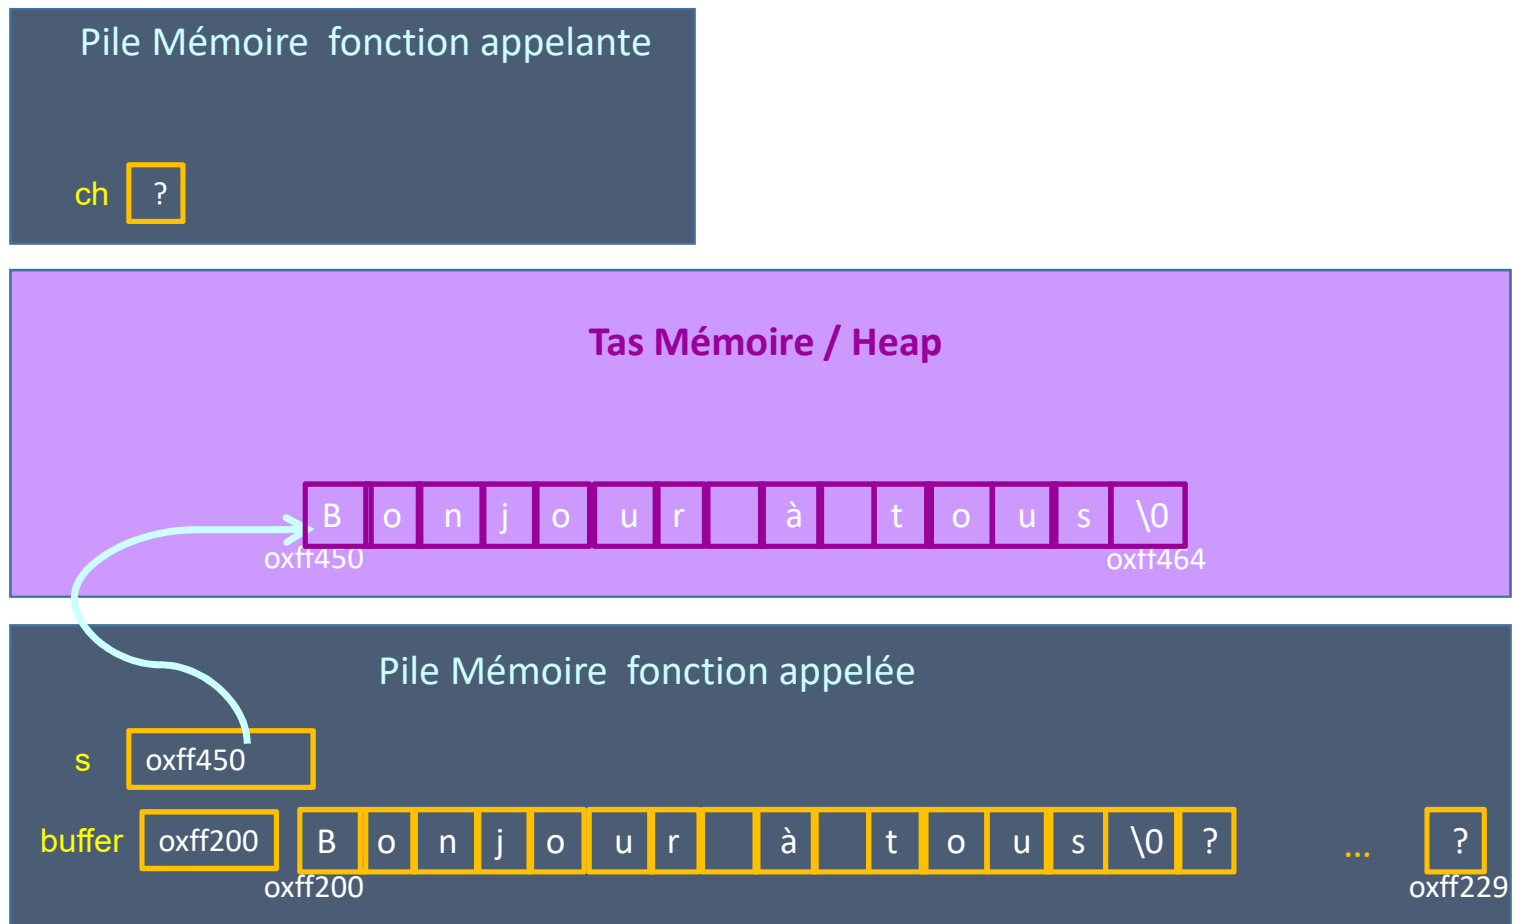 Pile Mémoire fonction appelante
ch ?
Tas Mémoire / Heap
B o n j o u r à t o u s \0
oxff450 oxff464
Pile Mémoire fonction appelée
s oxff450
buffer oxff200 B o n j o u r à t o u s \0 ? ... ?
oxff200 oxff229